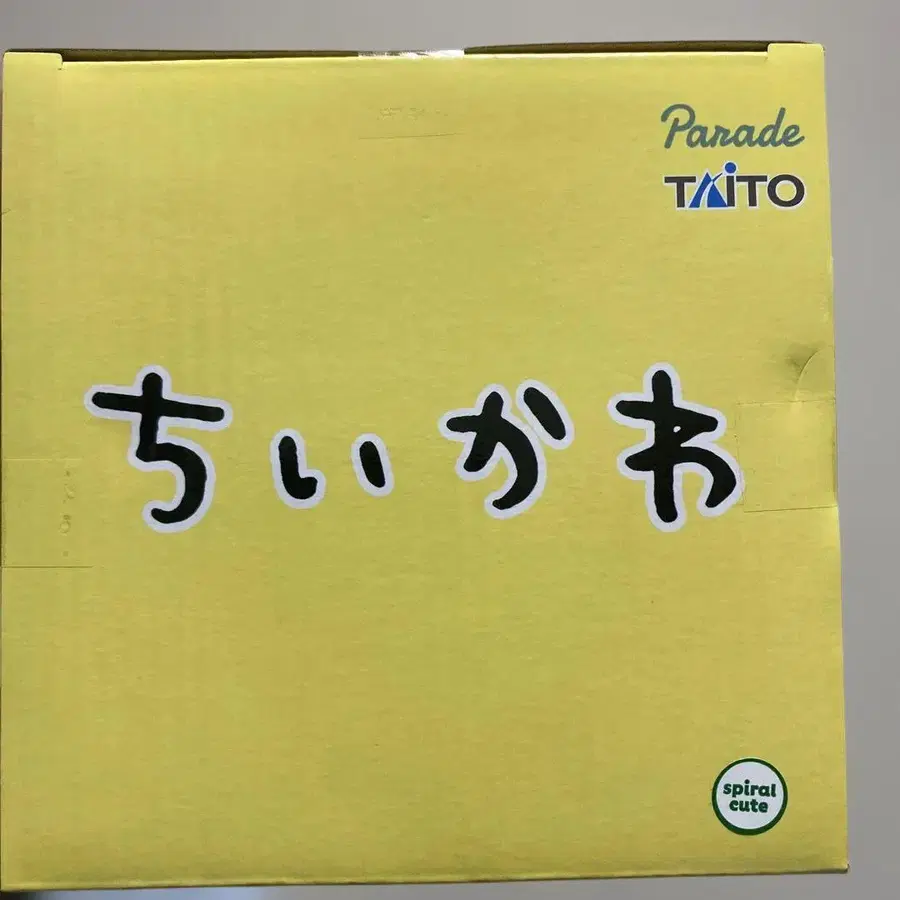 Parade
TAITO
ちいかわ
spiral
cute